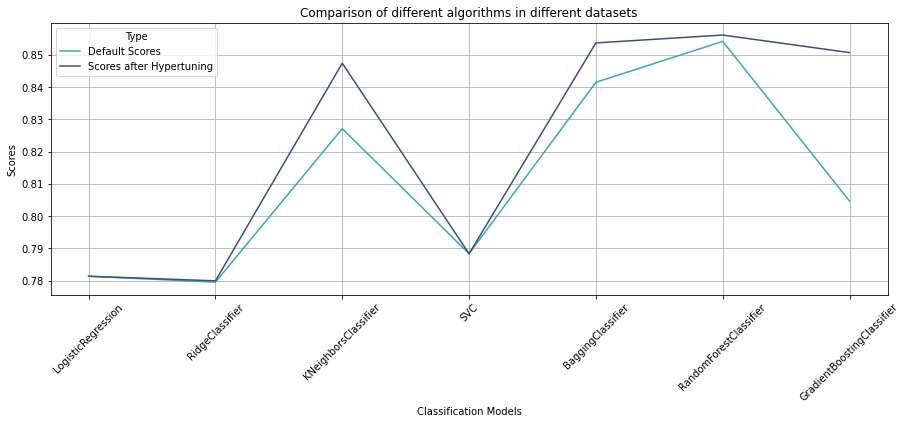 Comparison of different algorithms in different datasets
Type
Default Scores
Scores after Hypertuning
0.85
0.84
0.83
0.82
0.81
0.80
0.79
0.78
Scores
LogisticRegression
RidgeClassifier
KNeighborsClassifier
SVC
BaggingClassifier
RandomForestClassifier
GradientBoostingClassifier
Classification Models